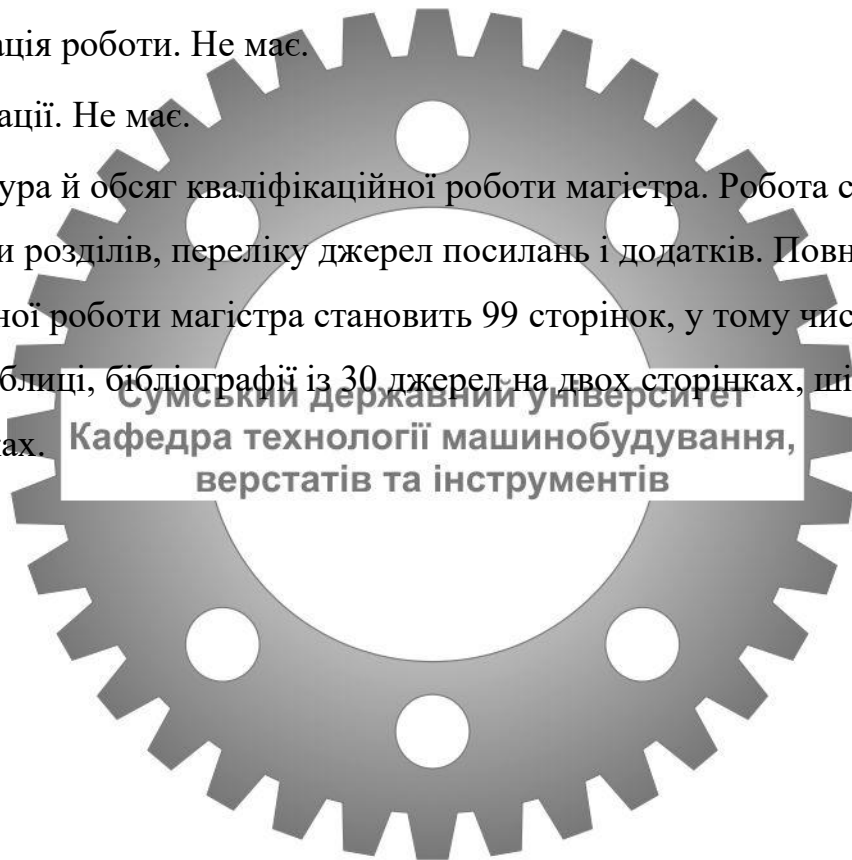 ація роботи. Не має.
ації. Не має.
ура й обсяг кваліфікаційної роботи магістра. Робота с
и розділів, переліку джерел посилань і додатків. Повн
ної роботи магістра становить 99 сторінок, у тому чис
блиці, бібліографії із 30 джерел на двох сторінках, ші
ах.
Сумський державний університет
Кафедра технології машинобудування,
верстатів та інструментів